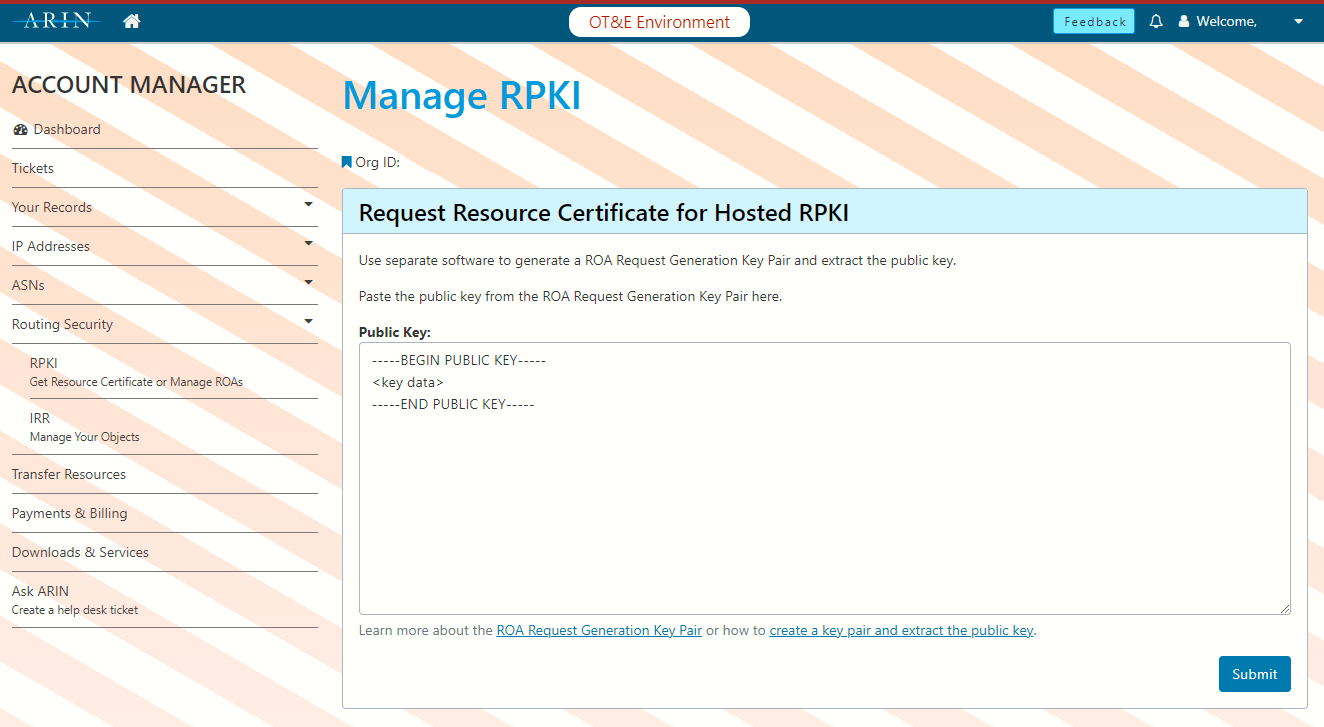 ARIN
OT&E Environment
Feedback
Welcome,
ACCOUNT MANAGER
Dashboard
Tickets
Your Records
IP Addresses
ASNs
Routing Security
RPKI
Get Resource Certificate or Manage ROAs
IRR
Manage Your Objects
Transfer Resources
Payments & Billing
Downloads & Services
Ask ARIN
Create a help desk ticket
Manage RPKI
Org ID:
Request Resource Certificate for Hosted RPKI
Use separate software to generate a ROA Request Generation Key Pair and extract the public key.
Paste the public key from the ROA Request Generation Key Pair here.
Public Key:
-----BEGIN PUBLIC KEY-----
<key data>
-----END PUBLIC KEY-----
Learn more about the ROA Request Generation Key Pair or how to create a key pair and extract the public key.
Submit